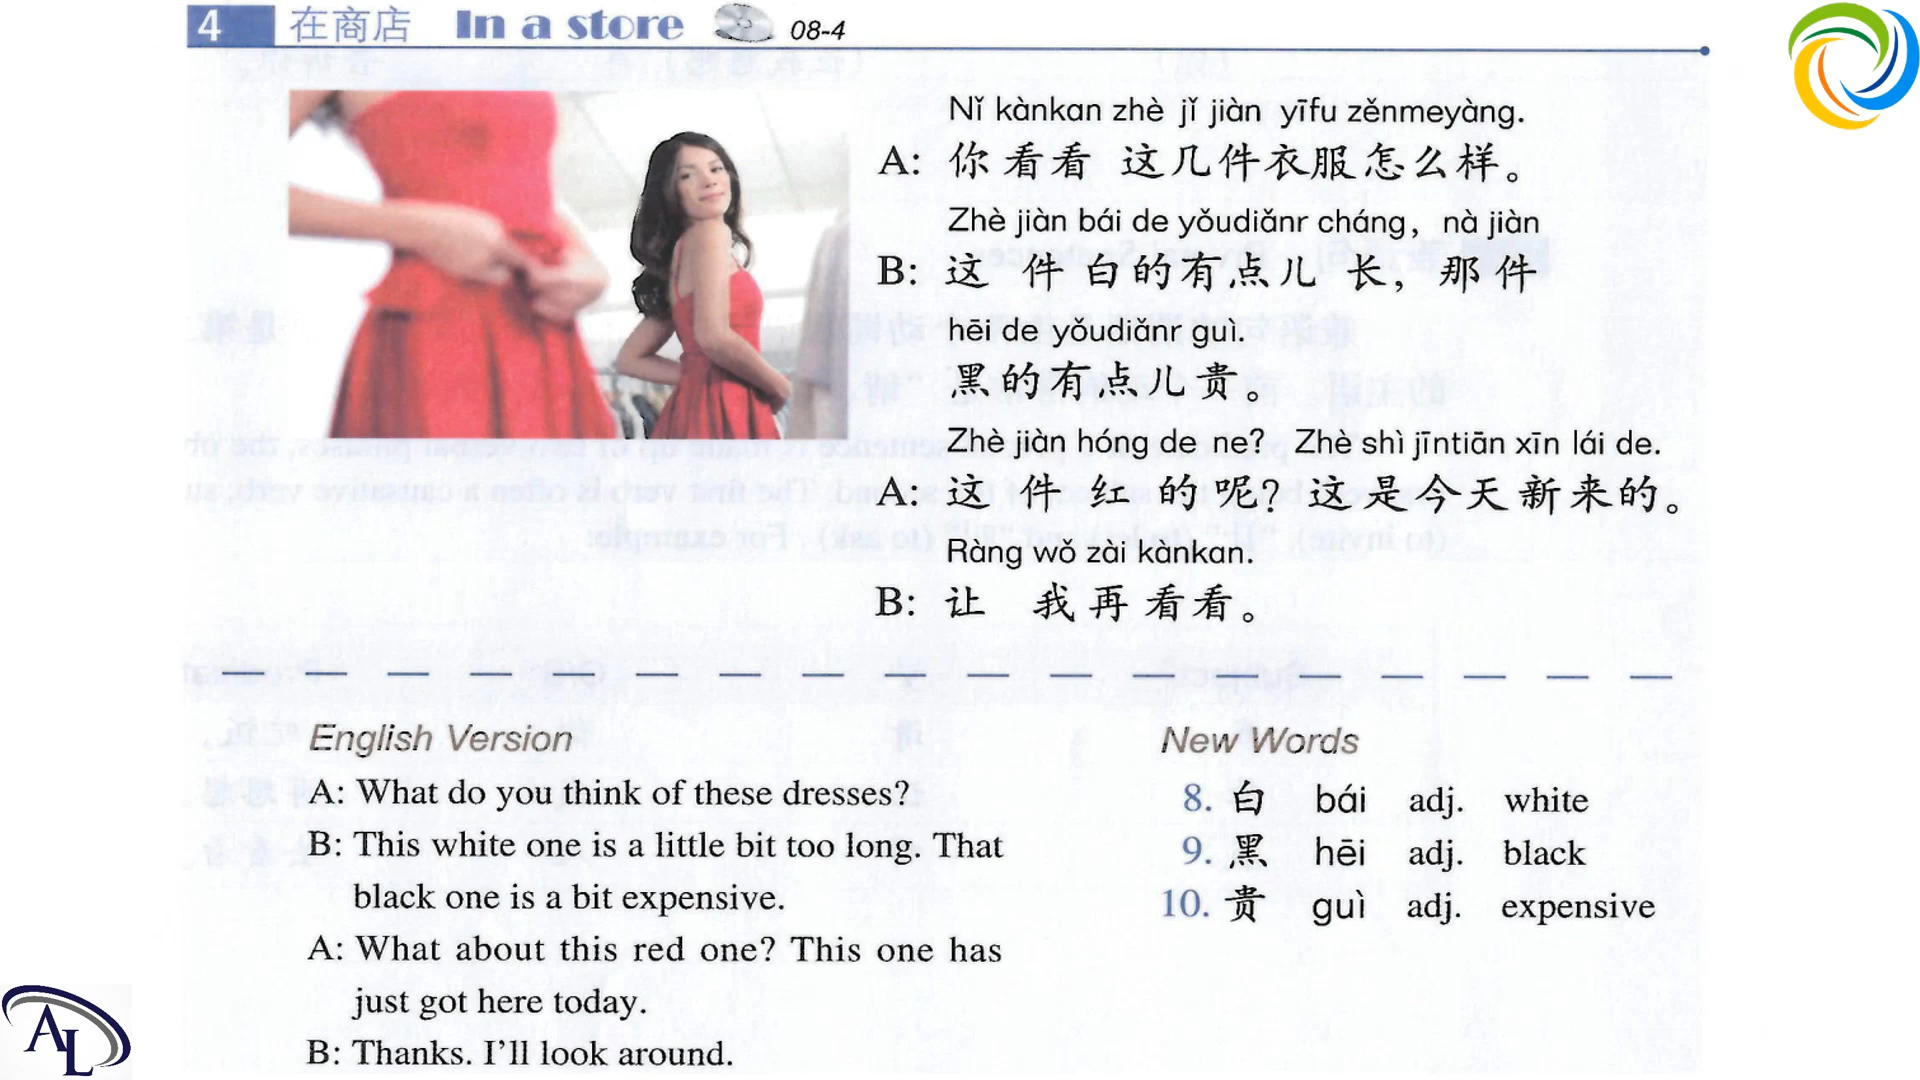 4 在商店 In a store 08-4
Nǐ kànkan zhè jǐ jiàn yīfu zěnmeyàng.
A: 你看看 这几件衣服怎么样。
Zhè jiàn bái de yǒudiǎnr cháng, nà jiàn
B: 这 件 白的有点儿 长, 那件
hēi de yǒudiǎnr guì.
黑的有点儿贵。
Zhè jiàn hóng de ne? Zhè shì jīntiān xīn lái de.
A: 这 件 红 的呢? 这是今天新来的。
Ràng wǒ zài kànkan.
B: 让 我再看看。
English Version
A: What do you think of these dresses?
B: This white one is a little bit too long. That
black one is a bit expensive.
A: What about this red one? This one has
just got here today.
B: Thanks. I'll look around.
New Words
8. 白 bái adj. white
9. 黑 hēi adj. black
10. 贵 guì adj. expensive
AL